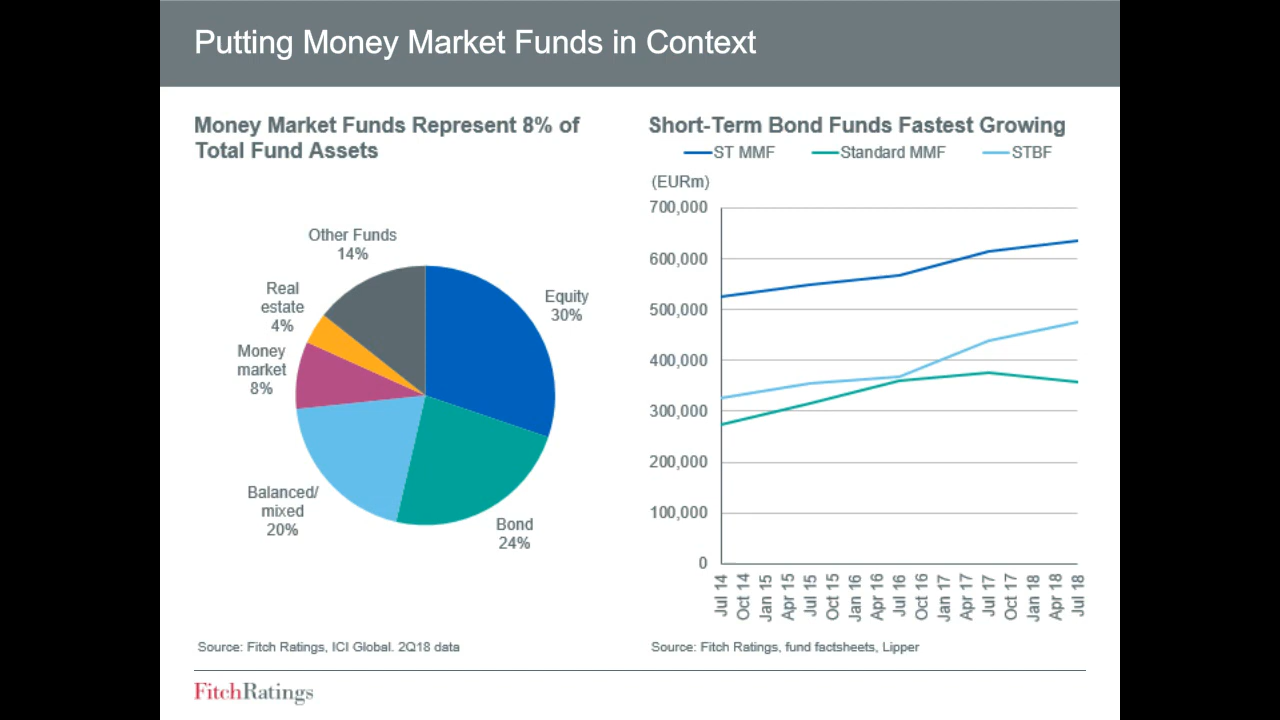 Putting Money Market Funds in Context
Money Market Funds Represent 8% of
Total Fund Assets
Other Funds
14%
Real
estate
4%
Money
market
8%
Balanced/
mixed
20%
Bond
24%
Equity
30%
Source: Fitch Ratings, ICI Global. 2Q18 data
Short-Term Bond Funds Fastest Growing
ST MMF
Standard MMF
STBF
(EURm)
700,000
600,000
500,000
400,000
300,000
200,000
100,000
0
Jul 14
Oct 14
Jan 15
Apr 15
Jul 15
Oct 15
Jan 16
Apr 16
Jul 16
Oct 16
Jan 17
Apr 17
Jul 17
Oct 17
Jan 18
Apr 18
Jul 18
Source: Fitch Ratings, fund factsheets, Lipper
FitchRatings